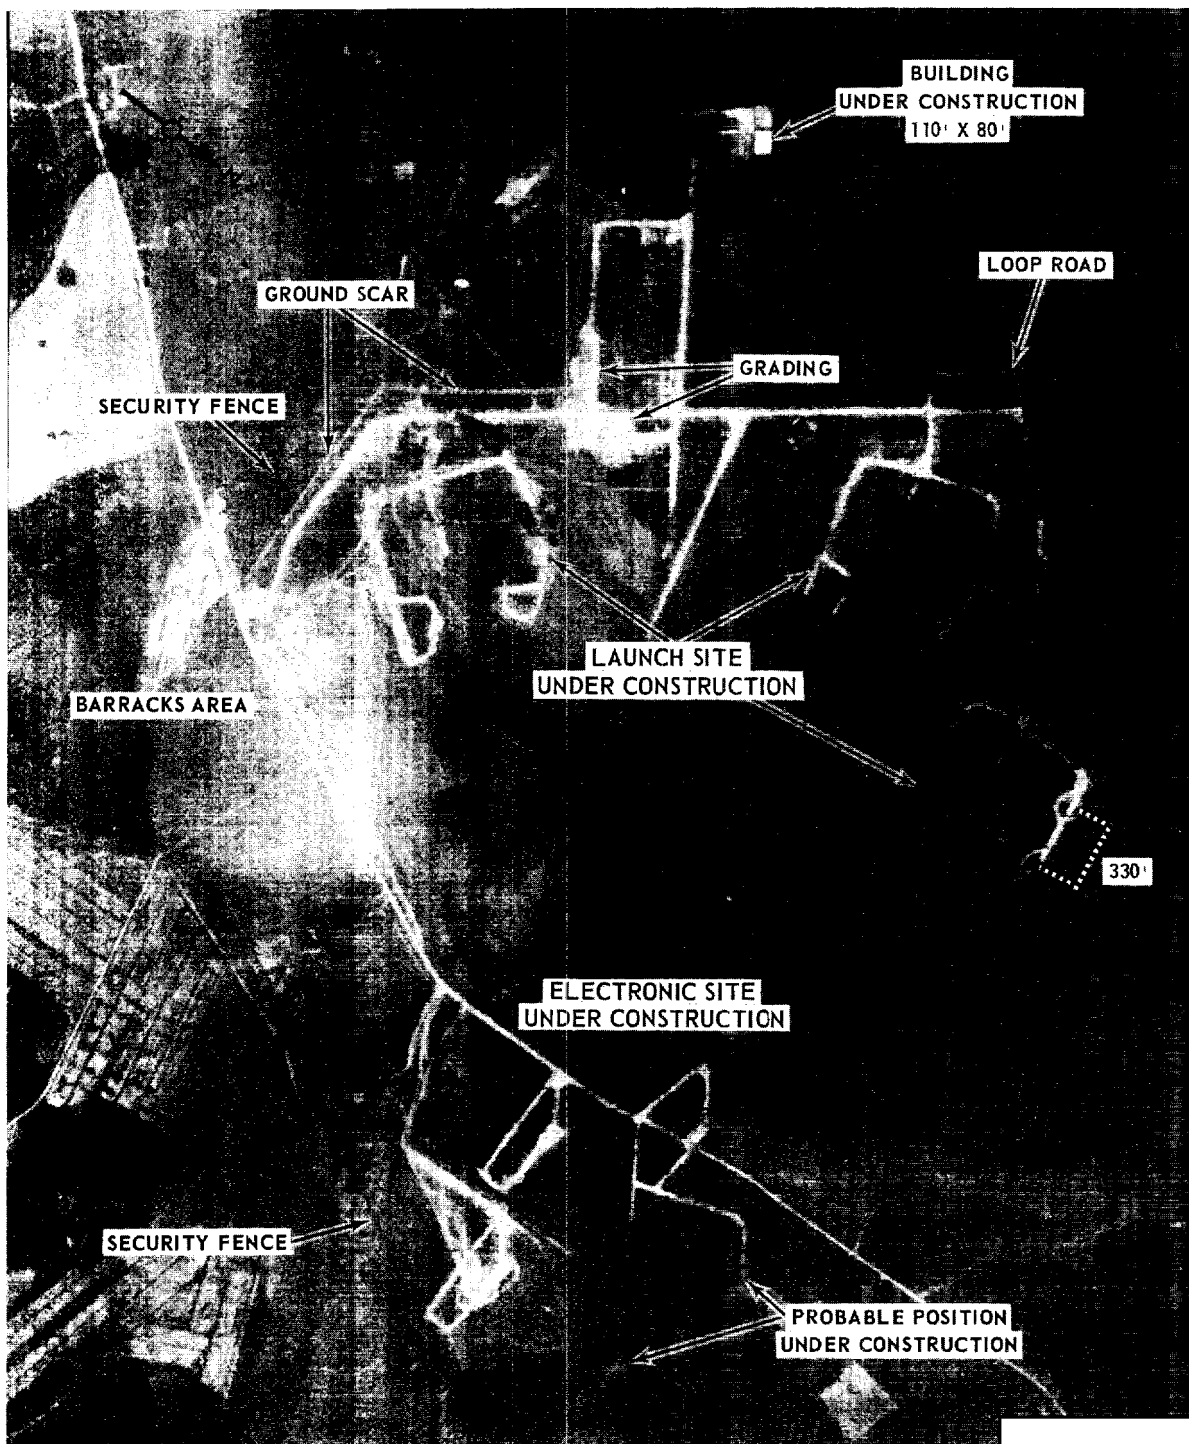 BUILDING
UNDER CONSTRUCTION
110' X 80'
LOOP ROAD
GROUND SCAR
GRADING
SECURITY FENCE
LAUNCH SITE
UNDER CONSTRUCTION
BARRACKS AREA
330'
ELECTRONIC SITE
UNDER CONSTRUCTION
SECURITY FENCE
PROBABLE POSITION
UNDER CONSTRUCTION